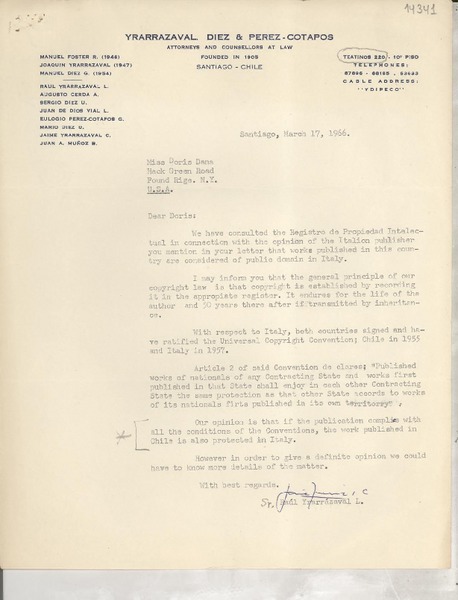 14341
YRARRAZAVAL, DIEZ & PEREZ-COTAPOS
ATTORNEYS AND COUNSELLORS AT LAW
FOUNDED IN 1905
SANTIAGO - CHILE
MANUEL FOSTER R. (1946)
JOAQUIN YRARRAZAVAL (1947)
MANUEL DIEZ G. (1954)
RAUL YRARRAZAVAL L.
AUGUSTO CERDA A.
SERGIO DIEZ U.
JUAN DE DIOS VIAL L.
EULOGIO PEREZ-COTAPOS G.
MARIO DIEZ U.
JAIME YRARRAZAVAL C.
JUAN A. MUÑOZ B.
TEATINOS 220 - 10º PISO
TELEPHONES:
CABLE ADDRESS:
"YDIPECO"
Santiago, March 17, 1966.
Miss Doris Dana
Hack Green Road
Pound Rige. N.Y.
U.S.A.
Dear Doris:
We have consulted the Registro de Propiedad Intelec-
tual in connection with the opinion of the Italion publisher
you mention in your letter that works published in this coun-
try are considered of public domain in Italy.
I may inform you that the general principle of our
copyright law is that copyright is established by recording
it in the appropiate register. It endures for the life of the
author and 50 years there after if transmitted by inheriten-
ce.
With respect to Italy, both countries signed and ha-
ve ratified the Universal Copyright Convention; Chile in 1955
and Italy in 1957.
Article 2 of said Convention de clares; "Published
works of nationals of any Contracting State and works first
published in that State shall enjoy in each other Contracting
State the same protection as that other State accords to works
of its nationals firts published in its own territorry",
Our opinion is that if the publication complies with
all the conditions of the Conventions, the work published in
Chile is also protected in Italy.
However in order to give a definite opinion we could
have to know more details of the matter.
With best regards.
Raúl Yrarrázaval L.